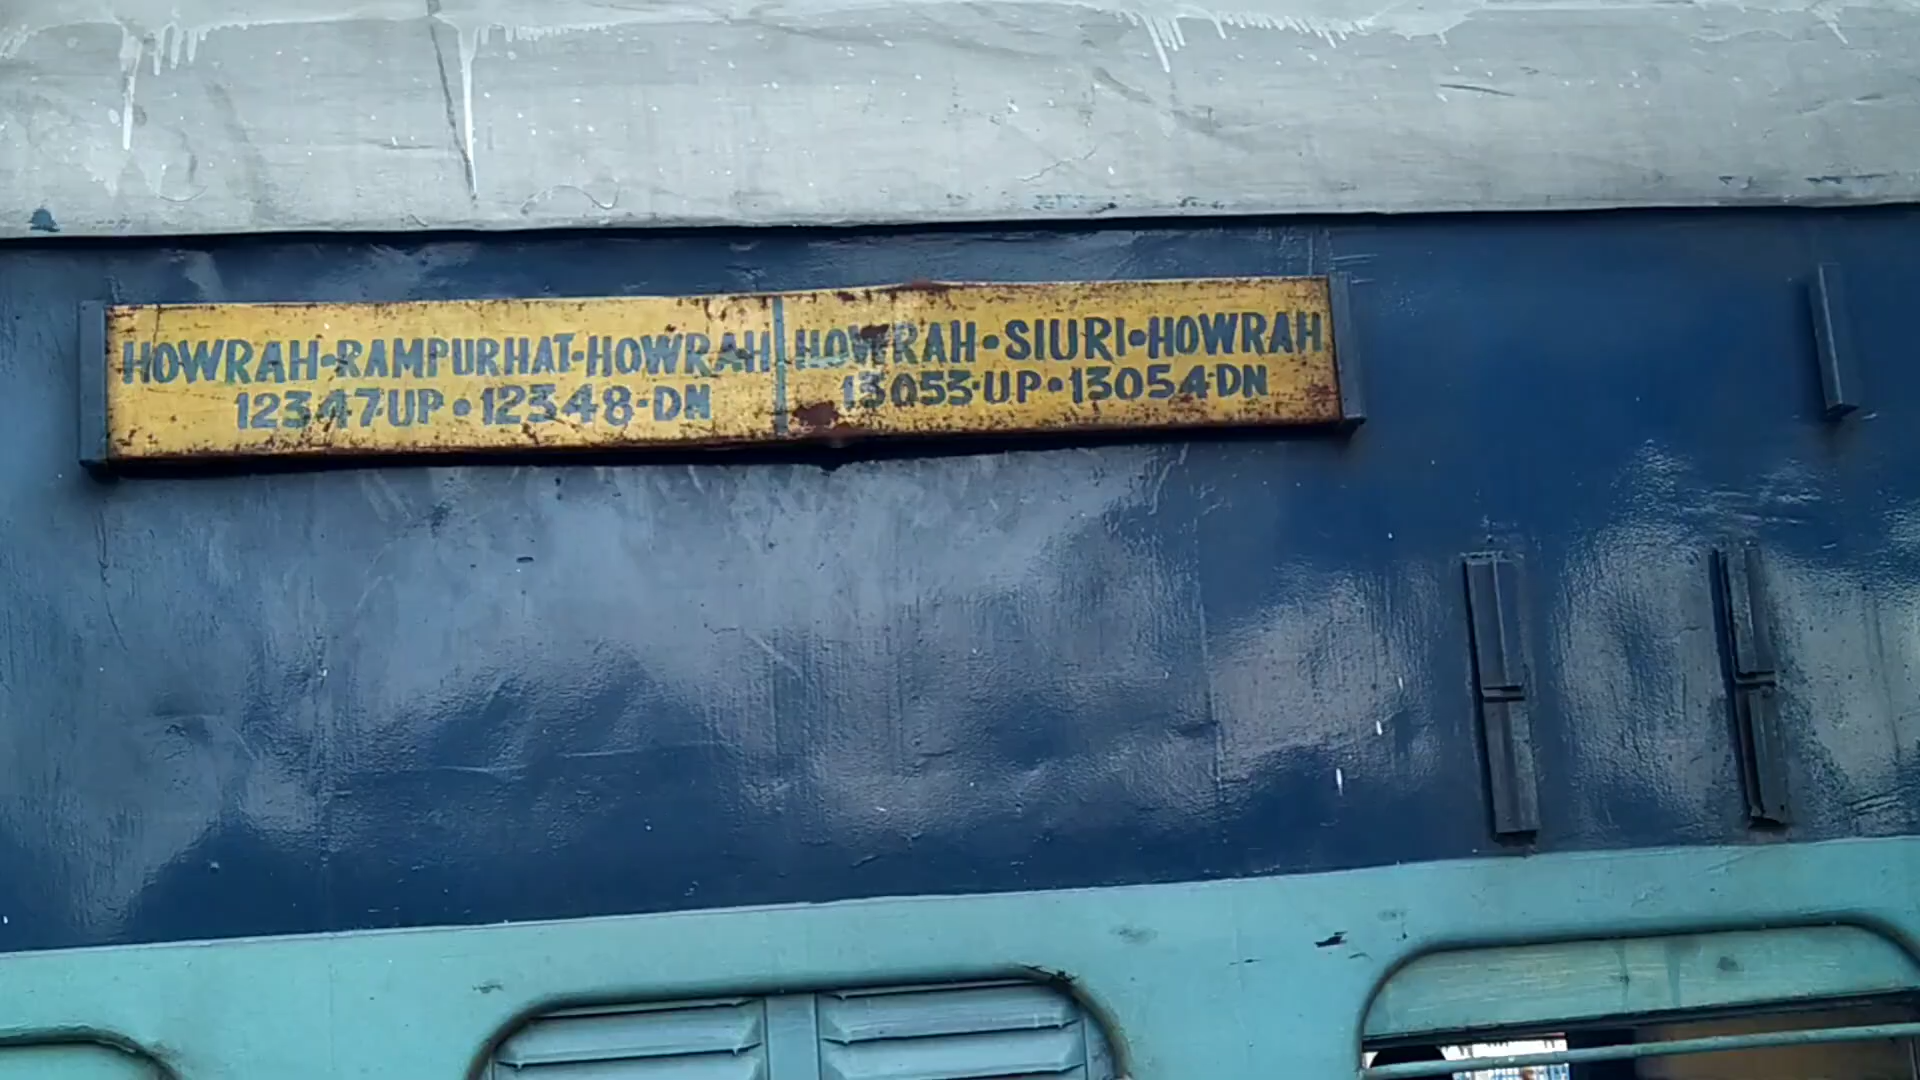 HOWRAH•RAMPURHAT•HOWRAH
12347-UP•12348-DN
HOWRAH•SIURI•HOWRAH
13053-UP•13054-DN